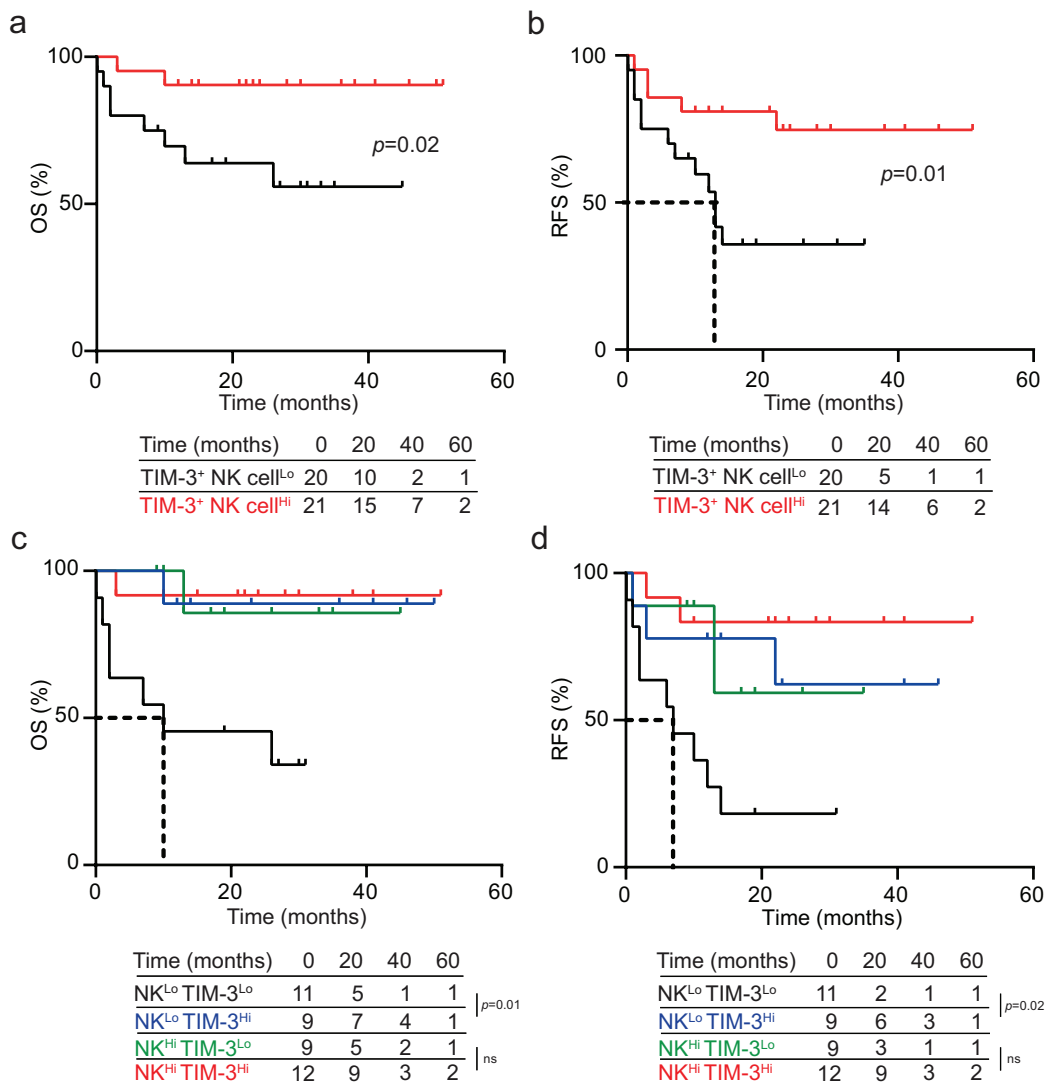 a
OS (%)
100
50
0
0 20 40 60
Time (months)
p=0.02
Time (months) 0 20 40 60
TIM-3⁺ NK cellᴸᵒ 20 10 2 1
TIM-3⁺ NK cellᴴⁱ 21 15 7 2
b
RFS (%)
100
50
0
0 20 40 60
Time (months)
p=0.01
Time (months) 0 20 40 60
TIM-3⁺ NK cellᴸᵒ 20 5 1 1
TIM-3⁺ NK cellᴴⁱ 21 14 6 2
c
OS (%)
100
50
0
0 20 40 60
Time (months)
Time (months) 0 20 40 60
NKᴸᵒ TIM-3ᴸᵒ 11 5 1 1
p=0.01
NKᴸᵒ TIM-3ᴴⁱ 9 7 4 1
NKᴴⁱ TIM-3ᴸᵒ 9 5 2 1
ns
NKᴴⁱ TIM-3ᴴⁱ 12 9 3 2
d
RFS (%)
100
50
0
0 20 40 60
Time (months)
Time (months) 0 20 40 60
NKᴸᵒ TIM-3ᴸᵒ 11 2 1 1
p=0.02
NKᴸᵒ TIM-3ᴴⁱ 9 6 3 1
NKᴴⁱ TIM-3ᴸᵒ 9 3 1 1
ns
NKᴴⁱ TIM-3ᴴⁱ 12 9 3 2